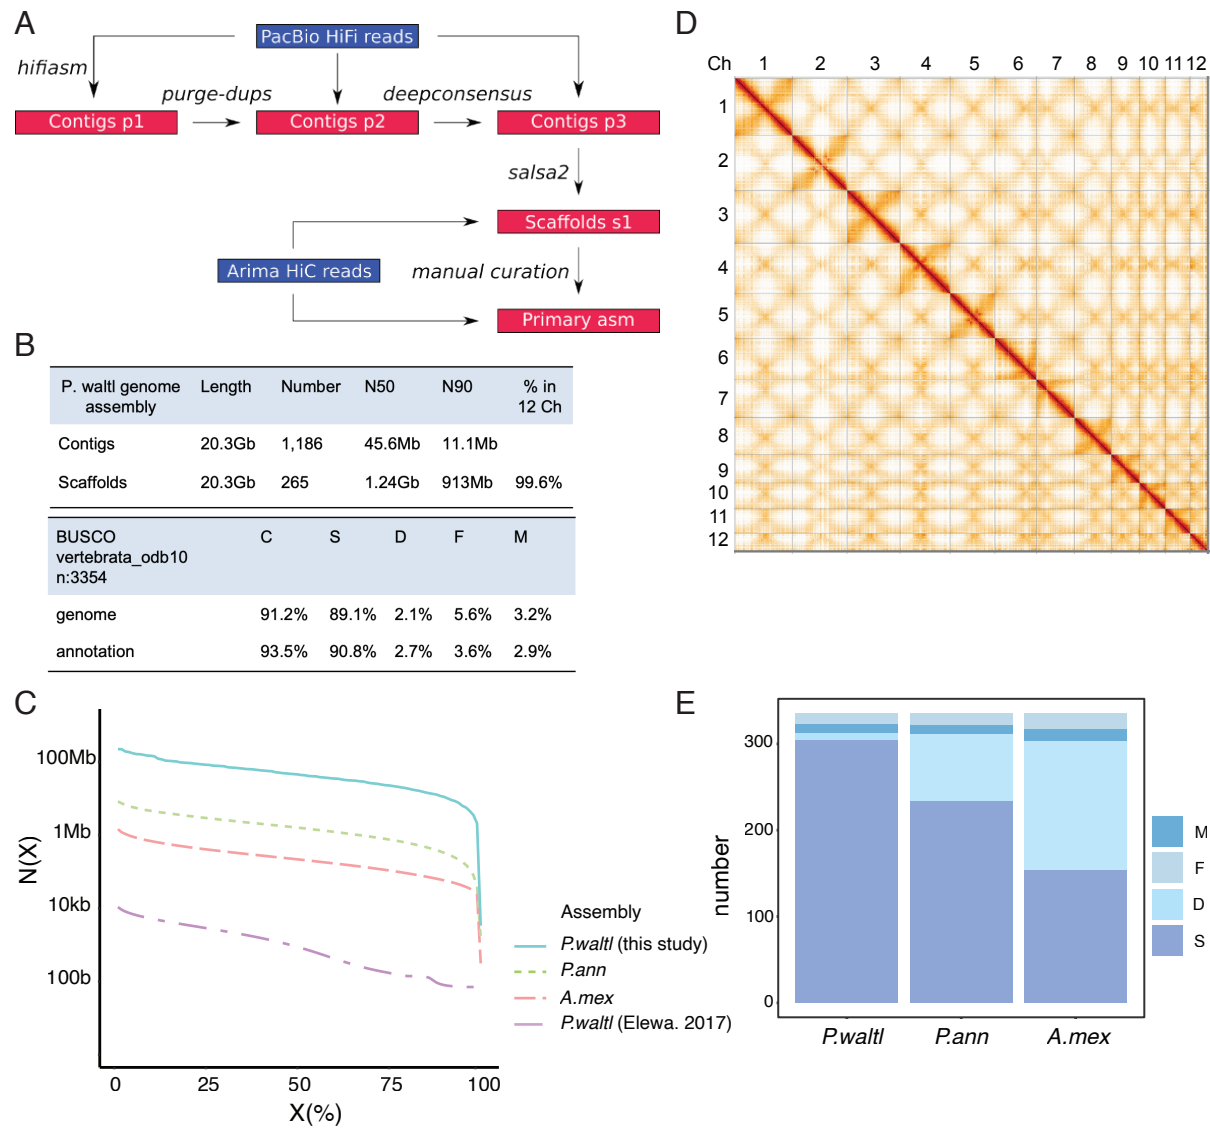 A
PacBio HiFi reads
hifiasm
purge-dups
deepconsensus
Contigs p1
Contigs p2
Contigs p3
salsa2
Scaffolds s1
Arima HiC reads
manual curation
Primary asm
B
P. waltl genome assembly Length Number N50 N90 % in 12 Ch
Contigs 20.3Gb 1,186 45.6Mb 11.1Mb
Scaffolds 20.3Gb 265 1.24Gb 913Mb 99.6%
BUSCO C S D F M
vertebrata_odb10
n:3354
genome 91.2% 89.1% 2.1% 5.6% 3.2%
annotation 93.5% 90.8% 2.7% 3.6% 2.9%
C
100Mb
1Mb
10kb
100b
N(X)
0 25 50 75 100
X(%)
Assembly
P.waltl (this study)
P.ann
A.mex
P.waltl (Elewa. 2017)
D
Ch 1 2 3 4 5 6 7 8 9 10 11 12
1
2
3
4
5
6
7
8
9
10
11
12
E
300
200
100
0
number
P.waltl P.ann A.mex
M
F
D
S